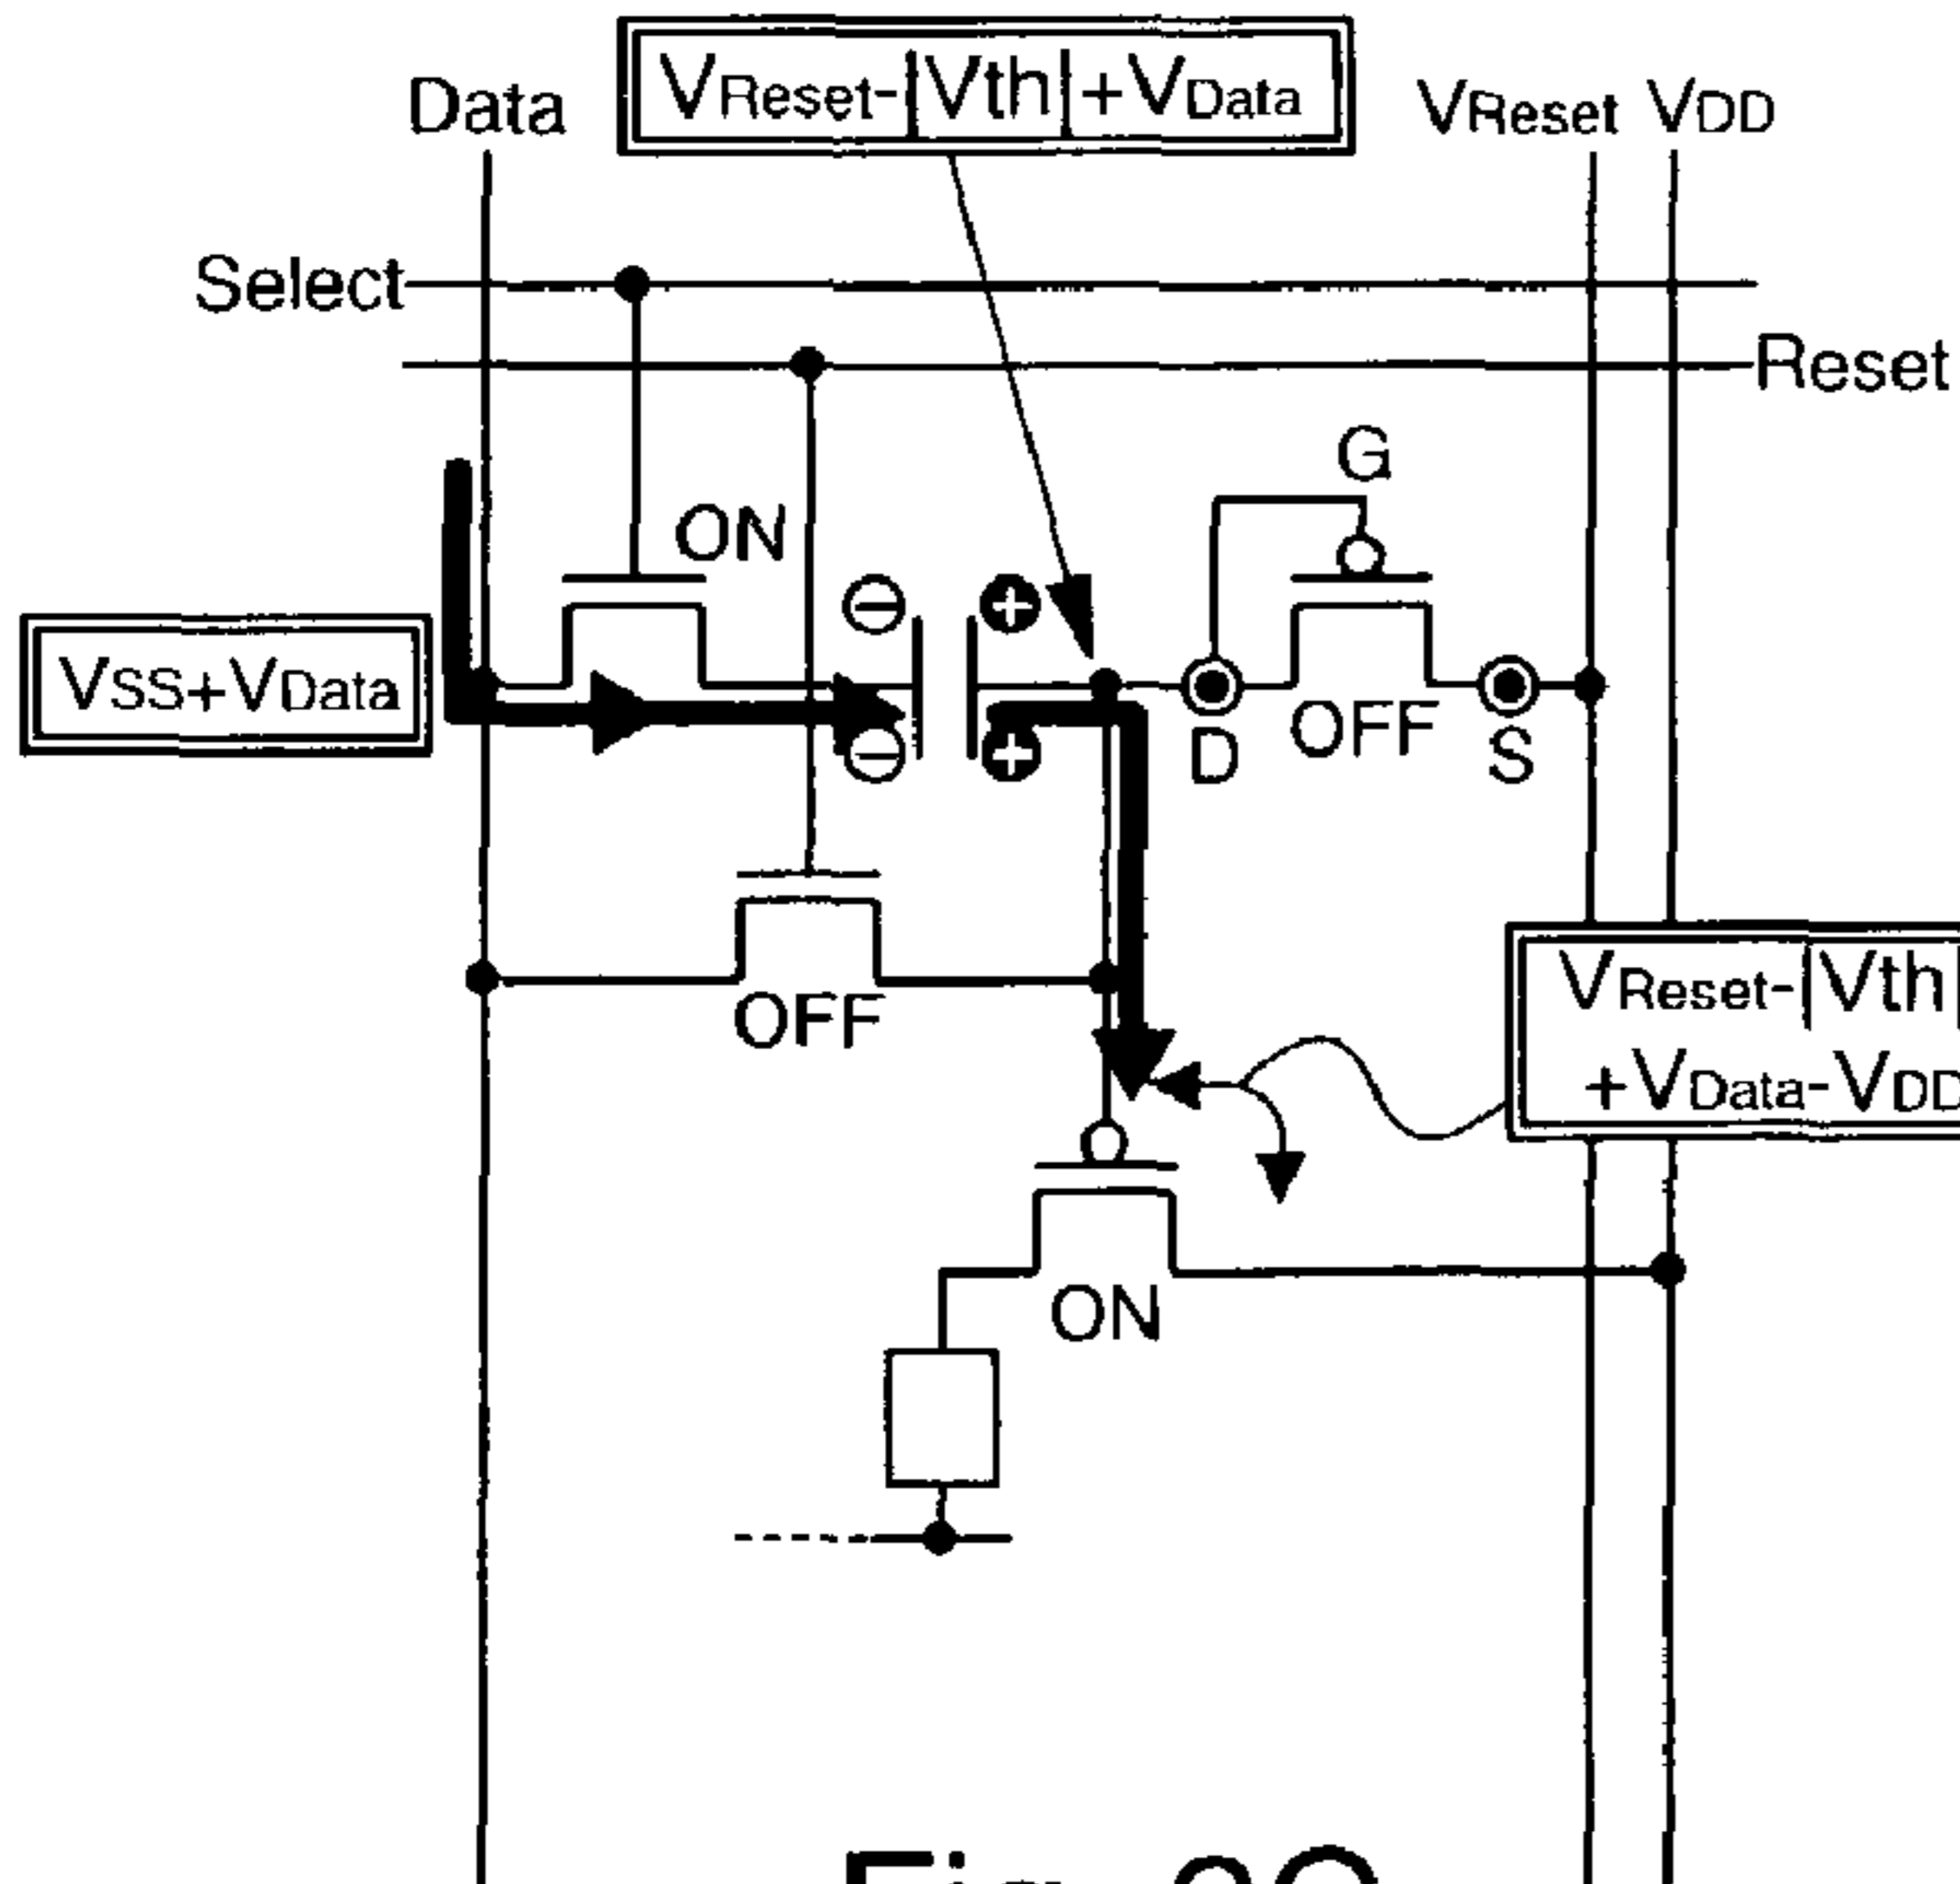 Data
VReset-|Vth|+VData
VReset
VDD
Select
Reset
G
ON
VSS+VData
D
OFF
S
OFF
VReset-|Vth|
+VData-VDD
ON